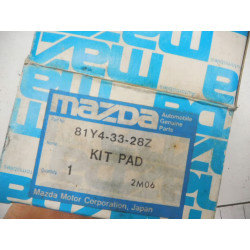 mazda
Automobile
Genuine
Parts
81Y4-33-28Z
KIT PAD
1
2M06
Mazda Motor Corporation, Japan